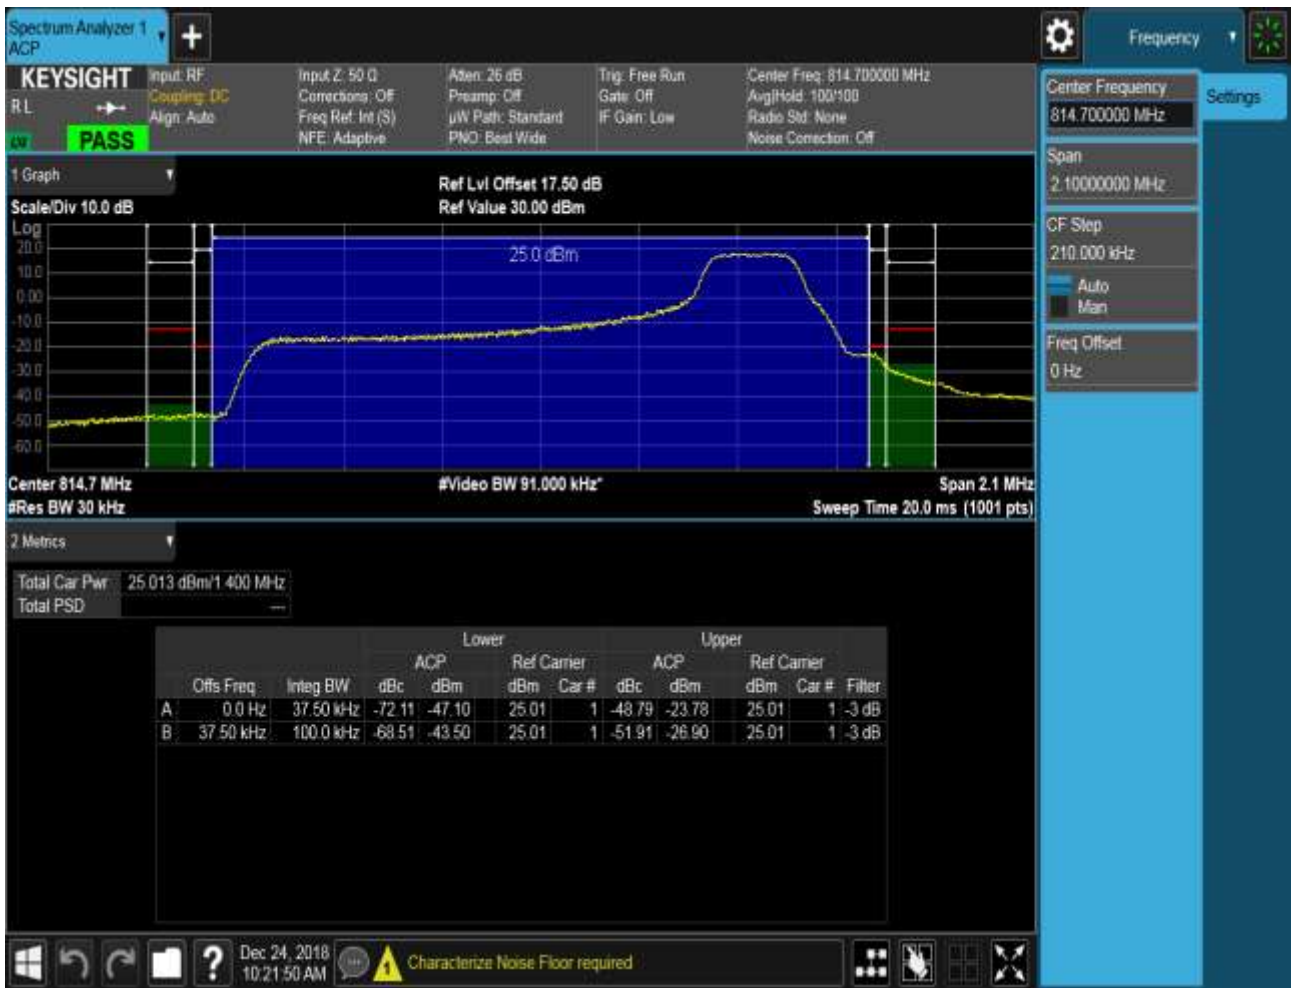 Spectrum Analyzer 1
ACP
Frequency
KEYSIGHT
R L
PASS
Input: RF
Coupling: DC
Align: Auto
Input Z: 50 Ω
Corrections: Off
Freq Ref: Int (S)
NFE: Adaptive
Atten: 26 dB
Preamp: Off
µW Path: Standard
PNO: Best Wide
Trig: Free Run
Gate: Off
IF Gain: Low
Center Freq: 814.700000 MHz
Avg|Hold: 100/100
Radio Std: None
Noise Correction: Off
Center Frequency
814.700000 MHz
Settings
Span
2.10000000 MHz
CF Step
210.000 kHz
Auto
Man
Freq Offset
0 Hz
1 Graph
Scale/Div 10.0 dB
Ref Lvl Offset 17.50 dB
Ref Value 30.00 dBm
Log
20.0
10.0
0.00
-10.0
-20.0
-30.0
-40.0
-50.0
-60.0
25.0 dBm
Center 814.7 MHz
#Video BW 91.000 kHz*
Span 2.1 MHz
#Res BW 30 kHz
Sweep Time 20.0 ms (1001 pts)
2 Metrics
Total Car Pwr 25.013 dBm/1.400 MHz
Total PSD ---
Lower Upper
ACP Ref Carrier ACP Ref Carrier
Offs Freq Integ BW dBc dBm dBm Car # dBc dBm dBm Car # Filter
A 0.0 Hz 37.50 kHz -72.11 -47.10 25.01 1 -48.79 -23.78 25.01 1 -3 dB
B 37.50 kHz 100.0 kHz -68.51 -43.50 25.01 1 -51.91 -26.90 25.01 1 -3 dB
?
Dec 24, 2018
10:21:50 AM
1
Characterize Noise Floor required